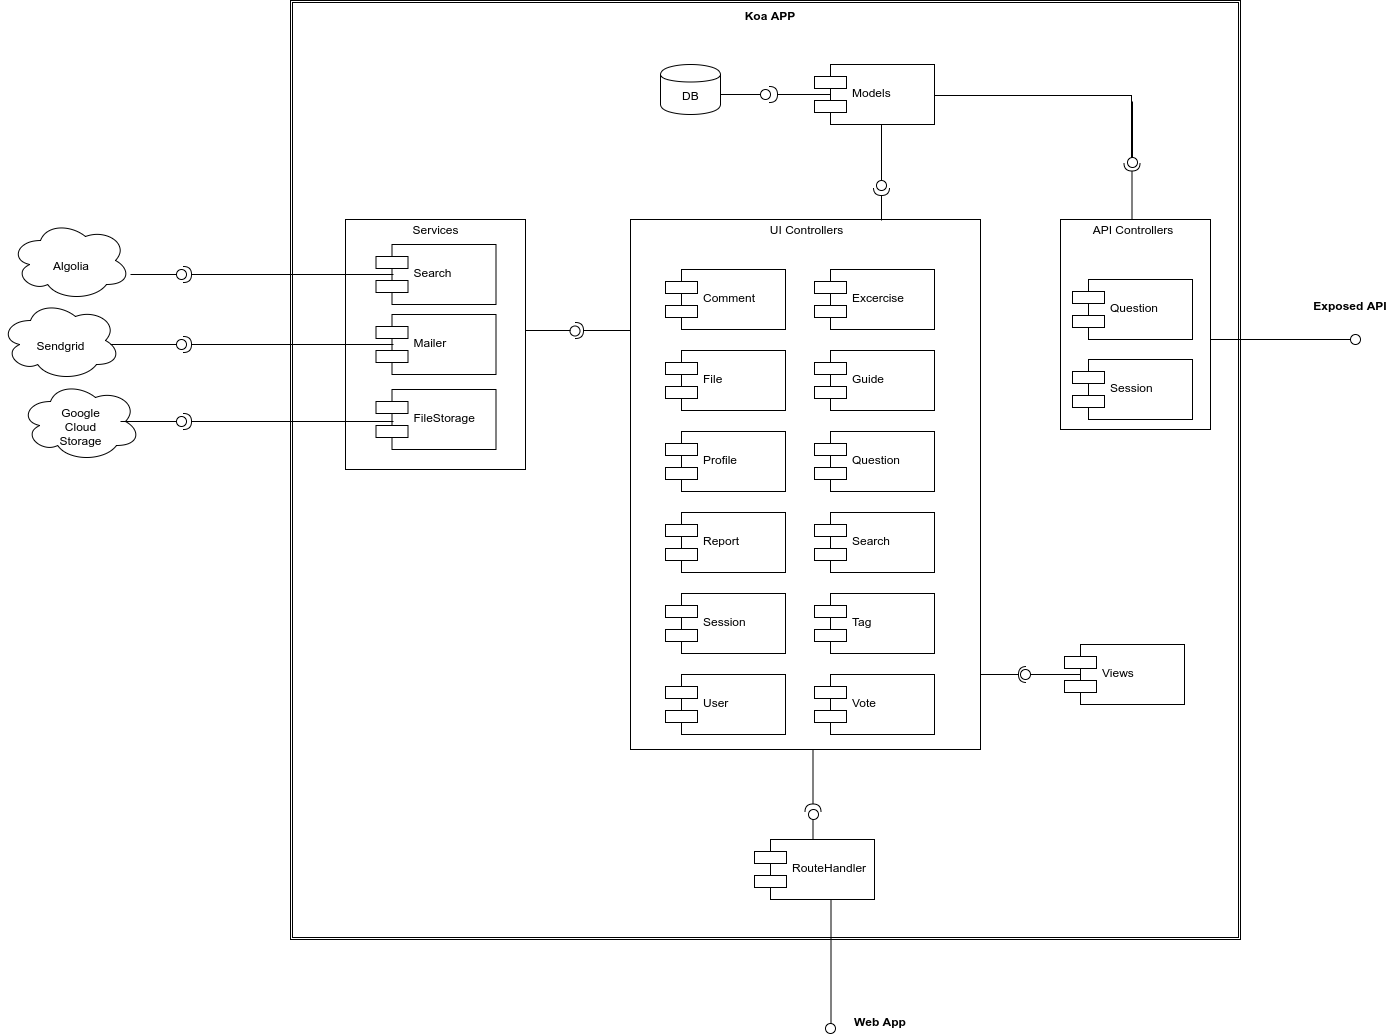 Koa APP
DB
Models
Services
Search
Mailer
FileStorage
Algolia
Sendgrid
Google
Cloud
Storage
UI Controllers
Comment
Excercise
File
Guide
Profile
Question
Report
Search
Session
Tag
User
Vote
API Controllers
Question
Session
Exposed API
Views
RouteHandler
Web App